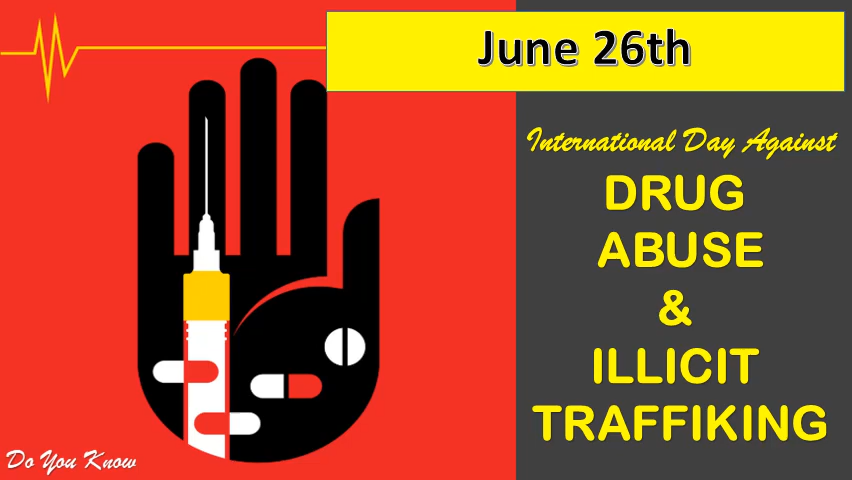 June 26th
International Day Against
DRUG
ABUSE
&
ILLICIT
TRAFFIKING
Do You Know